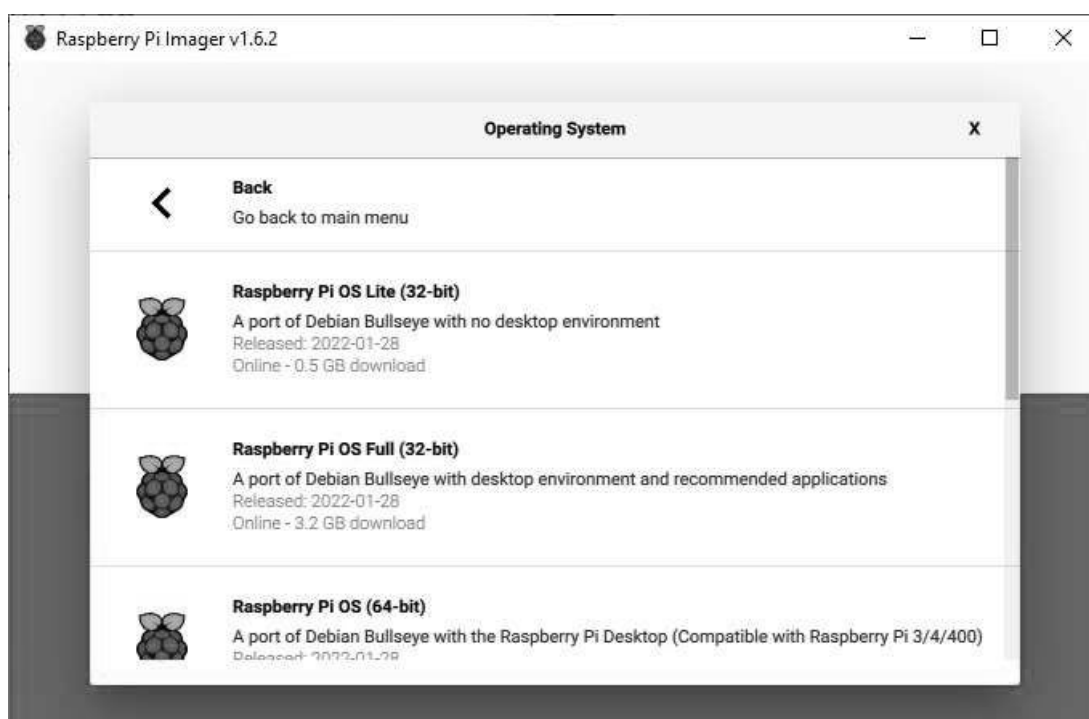 Raspberry Pi Imager v1.6.2
Operating System X
Back
Go back to main menu
Raspberry Pi OS Lite (32-bit)
A port of Debian Bullseye with no desktop environment
Released: 2022-01-28
Online - 0.5 GB download
Raspberry Pi OS Full (32-bit)
A port of Debian Bullseye with desktop environment and recommended applications
Released: 2022-01-28
Online - 3.2 GB download
Raspberry Pi OS (64-bit)
A port of Debian Bullseye with the Raspberry Pi Desktop (Compatible with Raspberry Pi 3/4/400)
Released: 2022-01-28